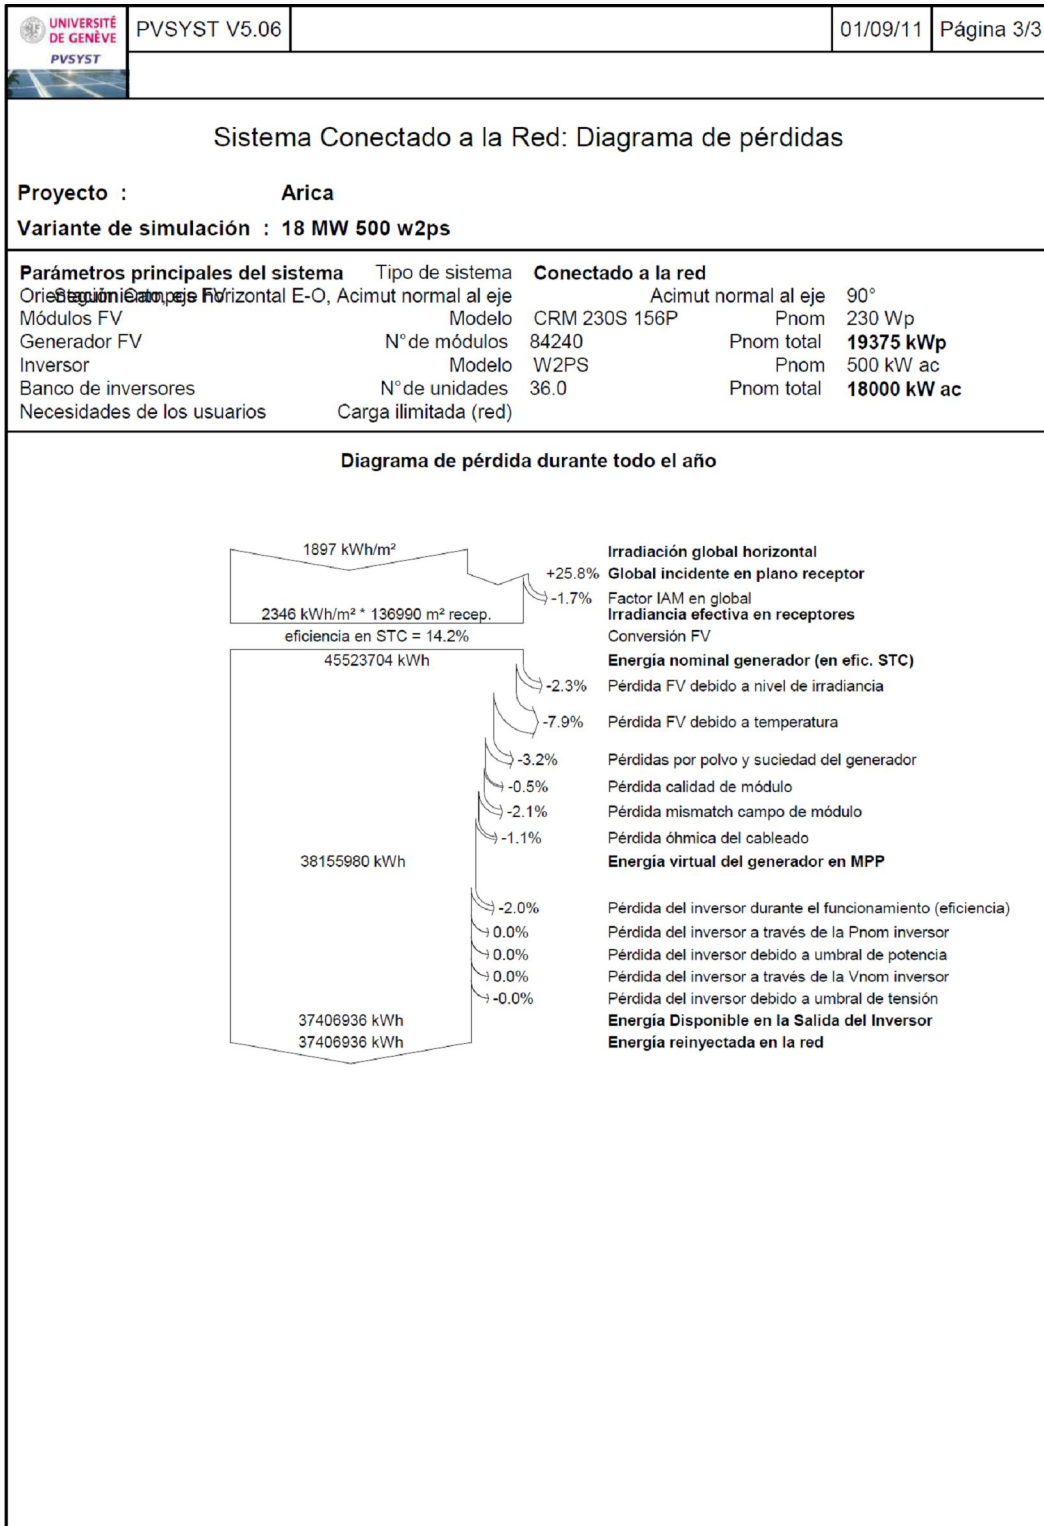 UNIVERSITÉ
DE GENÈVE
PVSYST
PVSYST V5.06
01/09/11
Página 3/3
Sistema Conectado a la Red: Diagrama de pérdidas
Proyecto : Arica
Variante de simulación : 18 MW 500 w2ps
Parámetros principales del sistema Tipo de sistema Conectado a la red
horizontal E-O, Acimut normal al eje Acimut normal al eje 90°
Módulos FV Modelo CRM 230S 156P Pnom 230 Wp
Generador FV N°de módulos 84240 Pnom total 19375 kWp
Inversor Modelo W2PS Pnom 500 kW ac
Banco de inversores N°de unidades 36.0 Pnom total 18000 kW ac
Necesidades de los usuarios Carga ilimitada (red)
Diagrama de pérdida durante todo el año
1897 kWh/m² Irradiación global horizontal
+25.8% Global incidente en plano receptor
-1.7% Factor IAM en global
2346 kWh/m² * 136990 m² recep. Irradiancia efectiva en receptores
eficiencia en STC = 14.2% Conversión FV
45523704 kWh Energía nominal generador (en efic. STC)
-2.3% Pérdida FV debido a nivel de irradiancia
-7.9% Pérdida FV debido a temperatura
-3.2% Pérdidas por polvo y suciedad del generador
-0.5% Pérdida calidad de módulo
-2.1% Pérdida mismatch campo de módulo
-1.1% Pérdida óhmica del cableado
38155980 kWh Energía virtual del generador en MPP
-2.0% Pérdida del inversor durante el funcionamiento (eficiencia)
0.0% Pérdida del inversor a través de la Pnom inversor
0.0% Pérdida del inversor debido a umbral de potencia
0.0% Pérdida del inversor a través de la Vnom inversor
-0.0% Pérdida del inversor debido a umbral de tensión
37406936 kWh Energía Disponible en la Salida del Inversor
37406936 kWh Energía reinyectada en la red